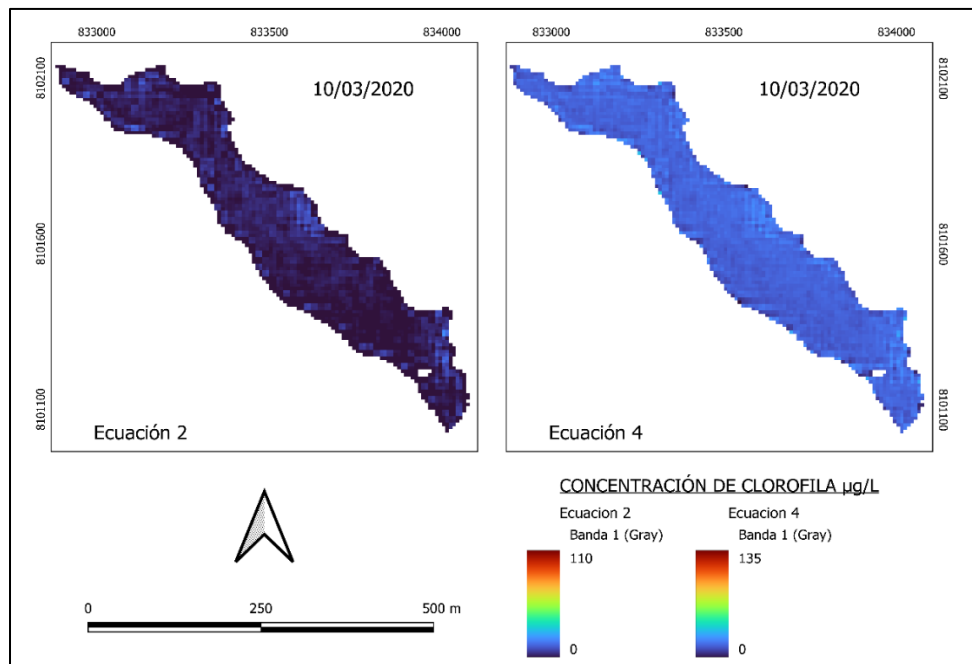 833000 833500 834000
833000 833500 834000
8102100
8101600
8101100
10/03/2020
Ecuación 2
10/03/2020
Ecuación 4
8102100
8101600
8101100
CONCENTRACIÓN DE CLOROFILA µg/L
Ecuacion 2
Banda 1 (Gray)
110
0
Ecuacion 4
Banda 1 (Gray)
135
0
0 250 500 m